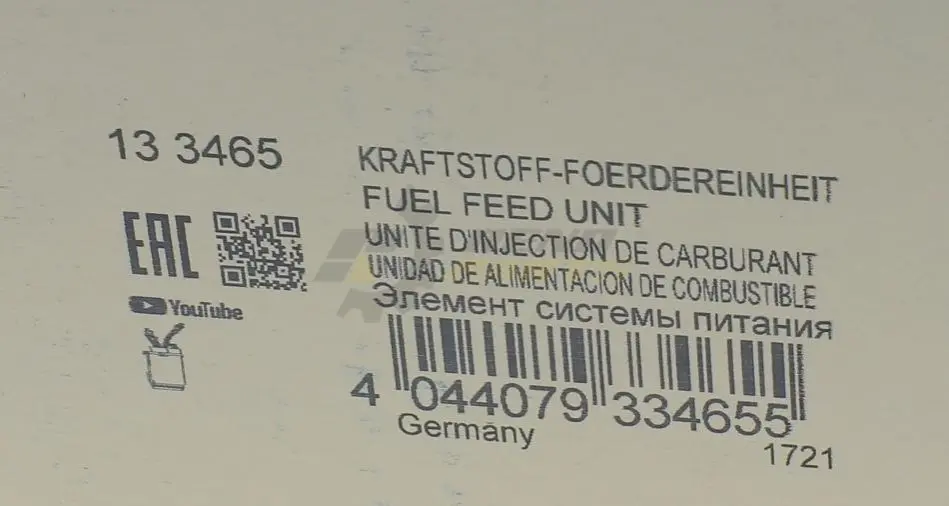 13 3465
KRAFTSTOFF-FOERDEREINHEIT
FUEL FEED UNIT
UNITE D'INJECTION DE CARBURANT
UNIDAD DE ALIMENTACION DE COMBUSTIBLE
Элемент системы питания
EAC
YouTube
4 044079 334655
Germany
1721